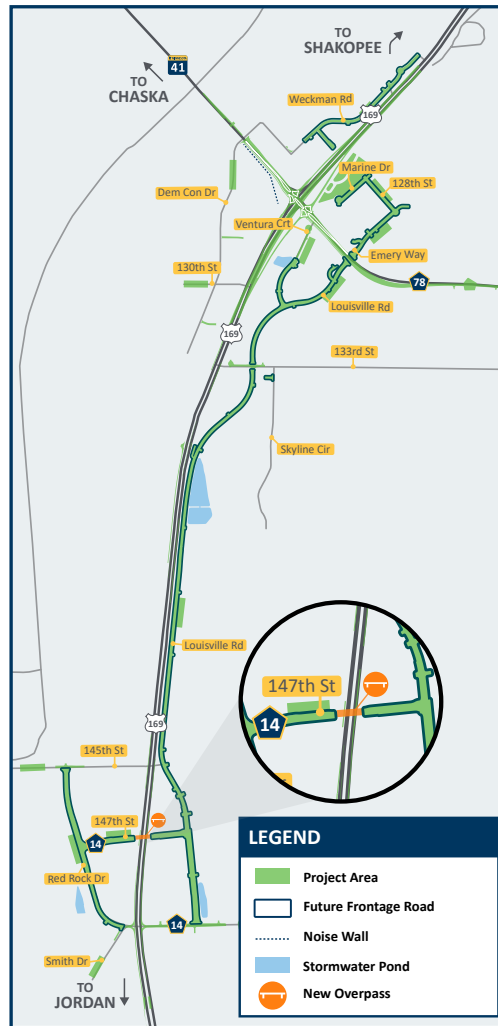 TO
SHAKOPEE
41
TO
CHASKA
Weckman Rd
169
Marine Dr
128th St
Dem Con Dr
Ventura Crt
Emery Way
130th St
78
Louisville Rd
169
133rd St
Skyline Cir
Louisville Rd
147th St
14
169
145th St
147th St
14
Red Rock Dr
14
Smith Dr
TO
JORDAN
LEGEND
Project Area
Future Frontage Road
Noise Wall
Stormwater Pond
New Overpass